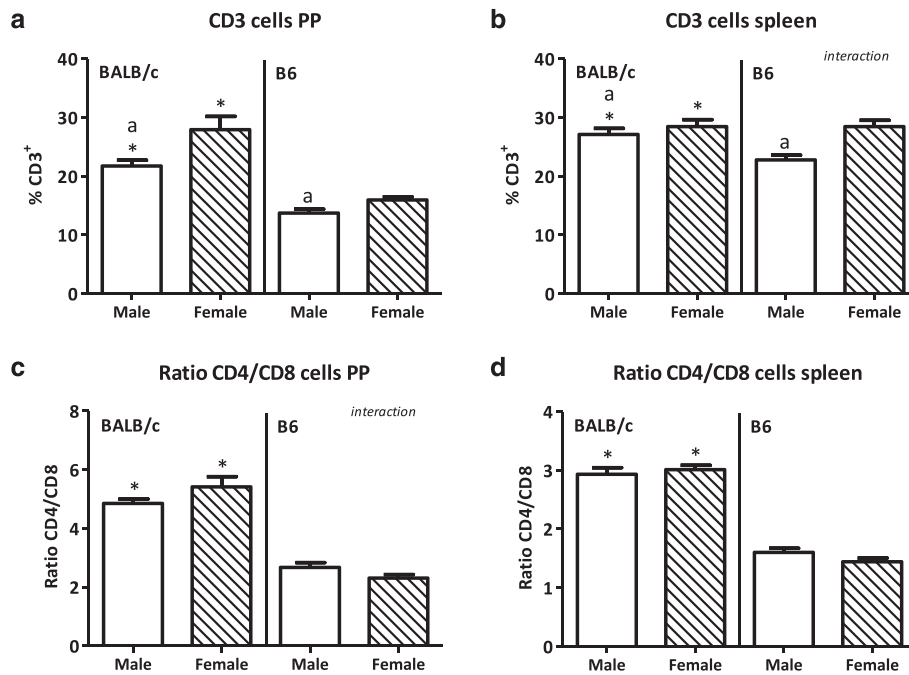 a
CD3 cells PP
40
30
20
10
0
% CD3+
BALB/c
B6
a
*
*
a
Male Female Male Female
b
CD3 cells spleen
interaction
40
30
20
10
0
% CD3+
BALB/c
B6
a
*
*
a
Male Female Male Female
c
Ratio CD4/CD8 cells PP
interaction
8
6
4
2
0
Ratio CD4/CD8
BALB/c
B6
*
*
Male Female Male Female
d
Ratio CD4/CD8 cells spleen
4
3
2
1
0
Ratio CD4/CD8
BALB/c
B6
*
*
Male Female Male Female